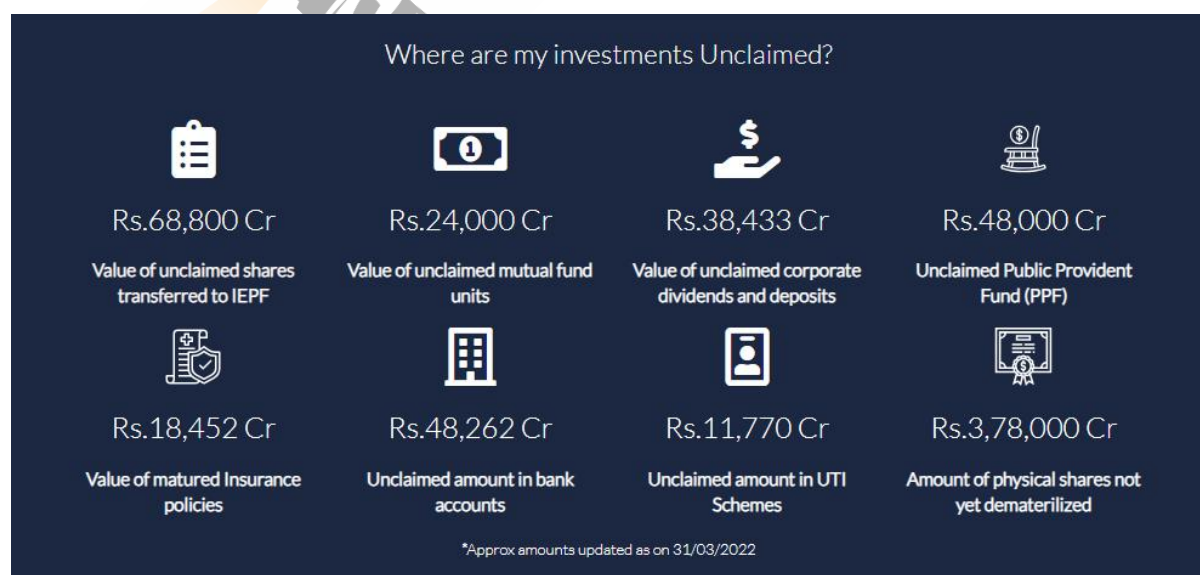 Where are my investments Unclaimed?
1
$
$
Rs.68,800 Cr
Rs.24,000 Cr
Rs.38,433 Cr
Rs.48,000 Cr
Value of unclaimed shares
transferred to IEPF
Value of unclaimed mutual fund
units
Value of unclaimed corporate
dividends and deposits
Unclaimed Public Provident
Fund (PPF)
$
Rs.18,452 Cr
Rs.48,262 Cr
Rs.11,770 Cr
Rs.3,78,000 Cr
Value of matured Insurance
policies
Unclaimed amount in bank
accounts
Unclaimed amount in UTI
Schemes
Amount of physical shares not
yet dematerilized
*Approx amounts updated as on 31/03/2022